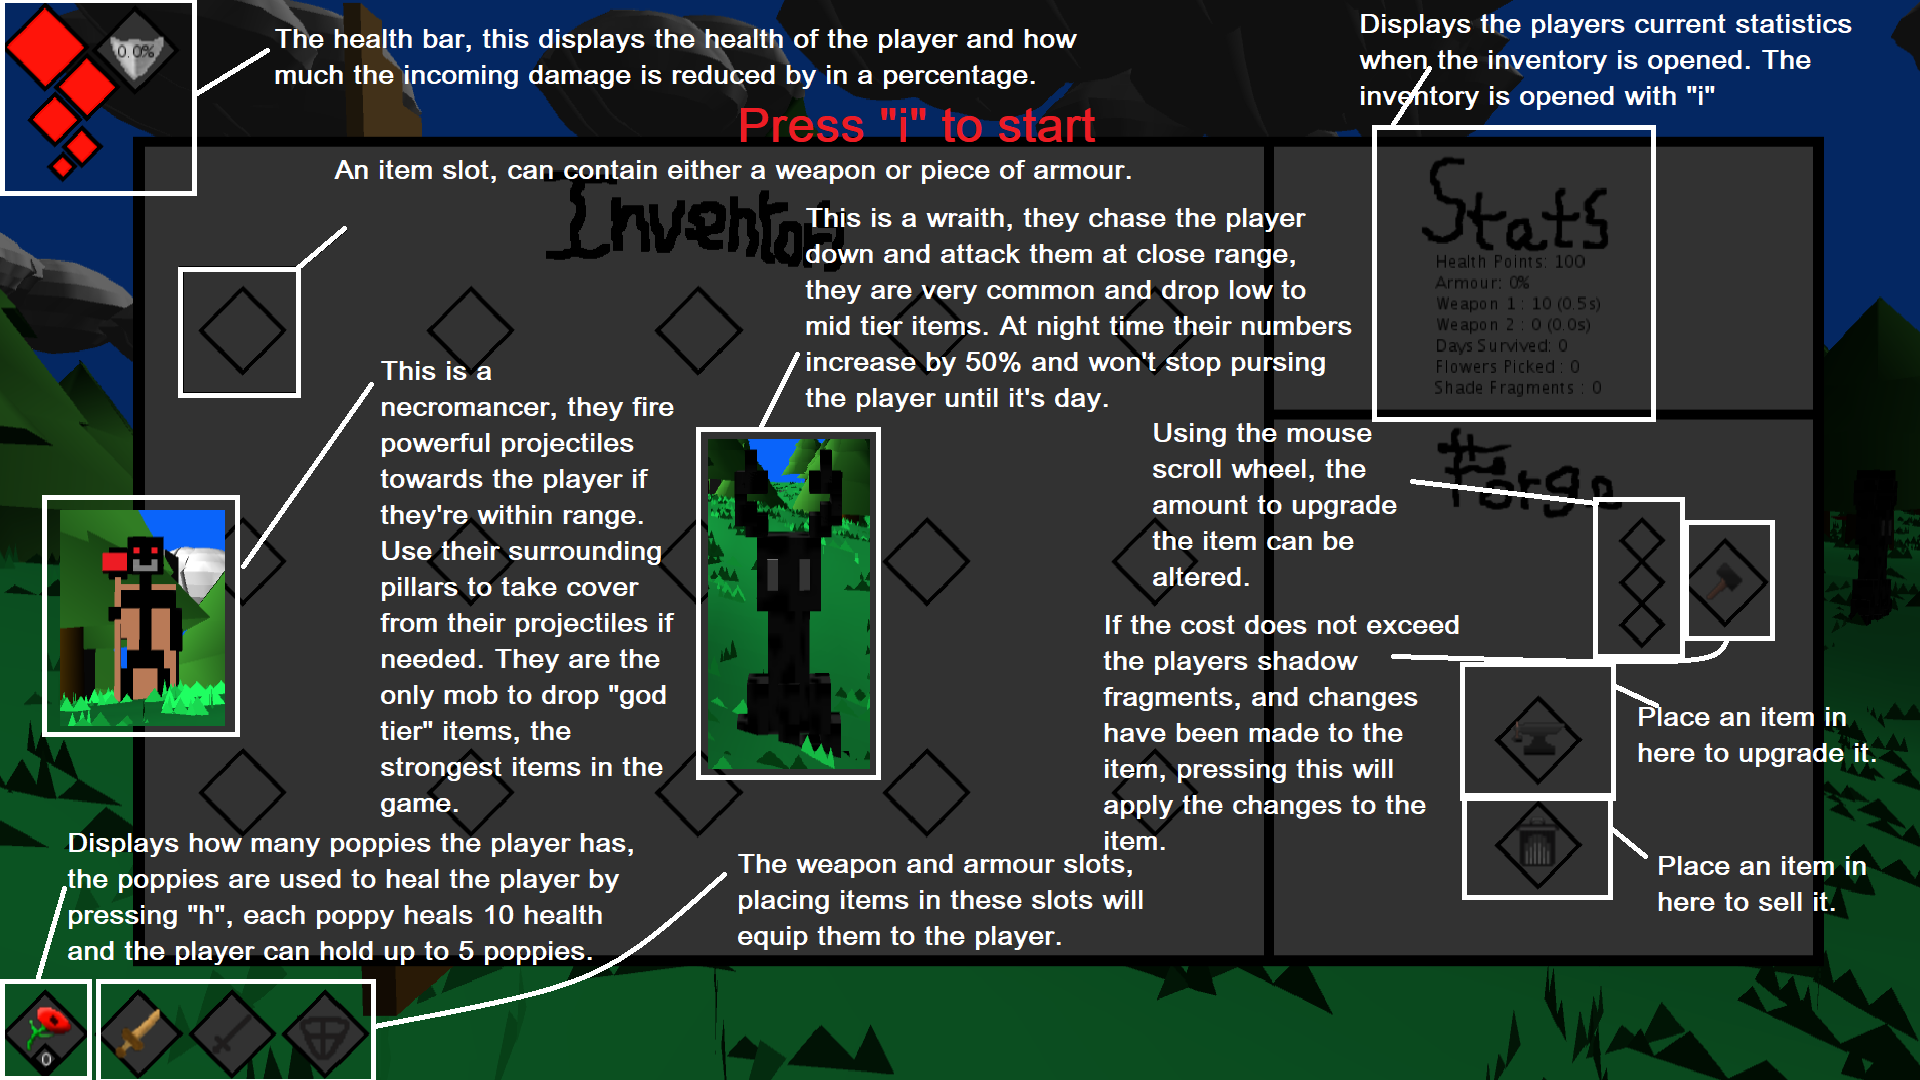 0.0%
The health bar, this displays the health of the player and how
much the incoming damage is reduced by in a percentage.
Displays the players current statistics
when the inventory is opened. The
inventory is opened with "i"
Press "i" to start
An item slot, can contain either a weapon or piece of armour.
Inventory
This is a wraith, they chase the player
down and attack them at close range,
they are very common and drop low to
mid tier items. At night time their numbers
increase by 50% and won't stop pursing
the player until it's day.
Stats
Health Points: 100
Armour: 0%
Weapon 1 : 10 (0.5s)
Weapon 2 : 0 (0.0s)
Days Survived: 0
Flowers Picked : 0
Shade Fragments : 0
This is a
necromancer, they fire
powerful projectiles
towards the player if
they're within range.
Use their surrounding
pillars to take cover
from their projectiles if
needed. They are the
only mob to drop "god
tier" items, the
strongest items in the
game.
Forge
Using the mouse
scroll wheel, the
amount to upgrade
the item can be
altered.
If the cost does not exceed
the players shadow
fragments, and changes
have been made to the
item, pressing this will
apply the changes to the
item.
Place an item in
here to upgrade it.
Place an item in
here to sell it.
Displays how many poppies the player has,
the poppies are used to heal the player by
pressing "h", each poppy heals 10 health
and the player can hold up to 5 poppies.
The weapon and armour slots,
placing items in these slots will
equip them to the player.
0